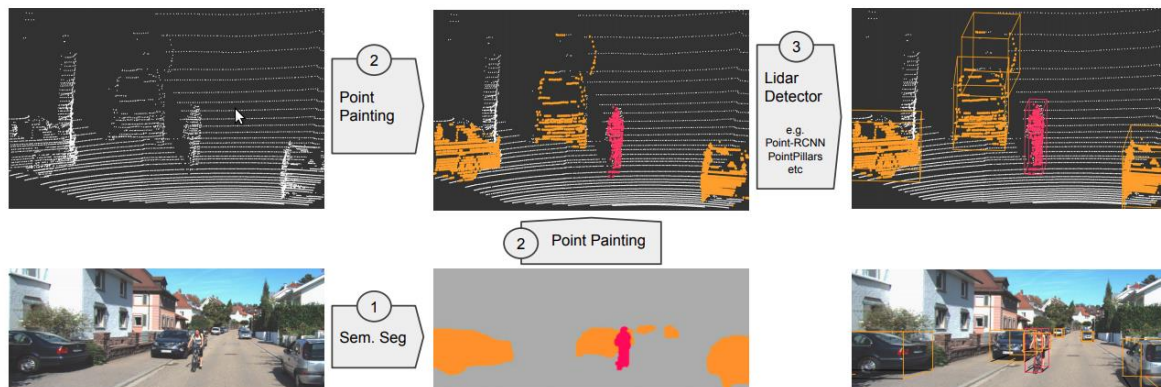 2
Point
Painting
3
Lidar
Detector
e.g.
Point-RCNN
PointPillars
etc
2
Point Painting
1
Sem. Seg